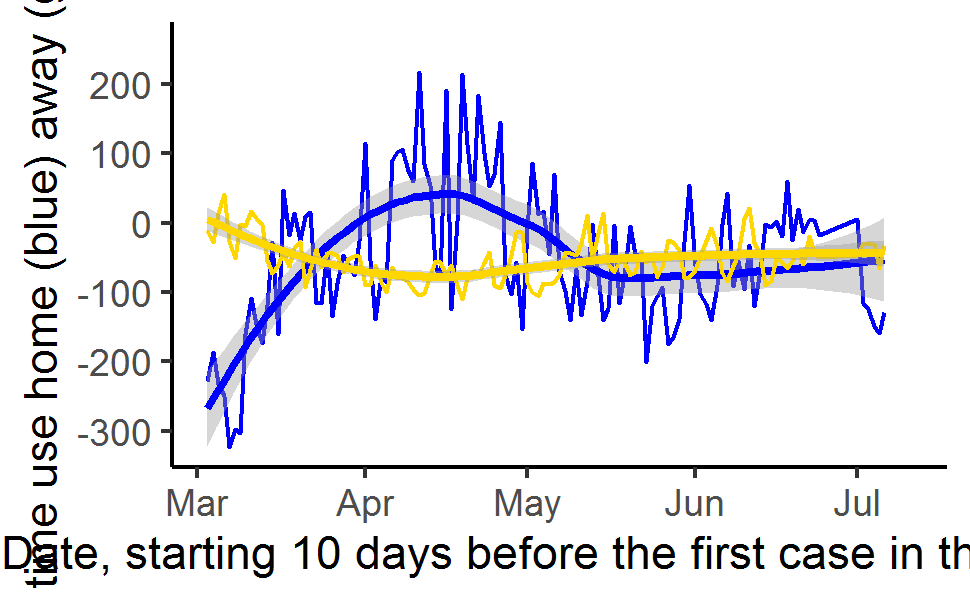 time use home (blue) away (
200
100
0
-100
-200
-300
Mar Apr May Jun Jul
Date, starting 10 days before the first case in th